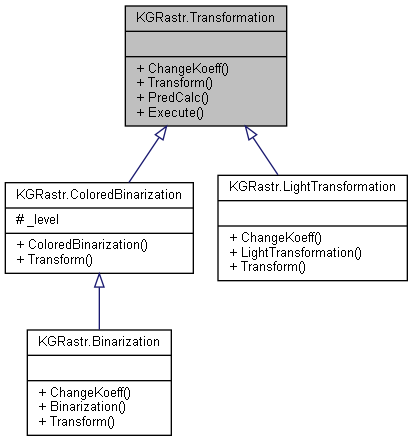 KGRastr.Transformation
+ ChangeKoeff()
+ Transform()
+ PredCalc()
+ Execute()
KGRastr.ColoredBinarization
# _level
+ ColoredBinarization()
+ Transform()
KGRastr.LightTransformation
+ ChangeKoeff()
+ LightTransformation()
+ Transform()
KGRastr.Binarization
+ ChangeKoeff()
+ Binarization()
+ Transform()